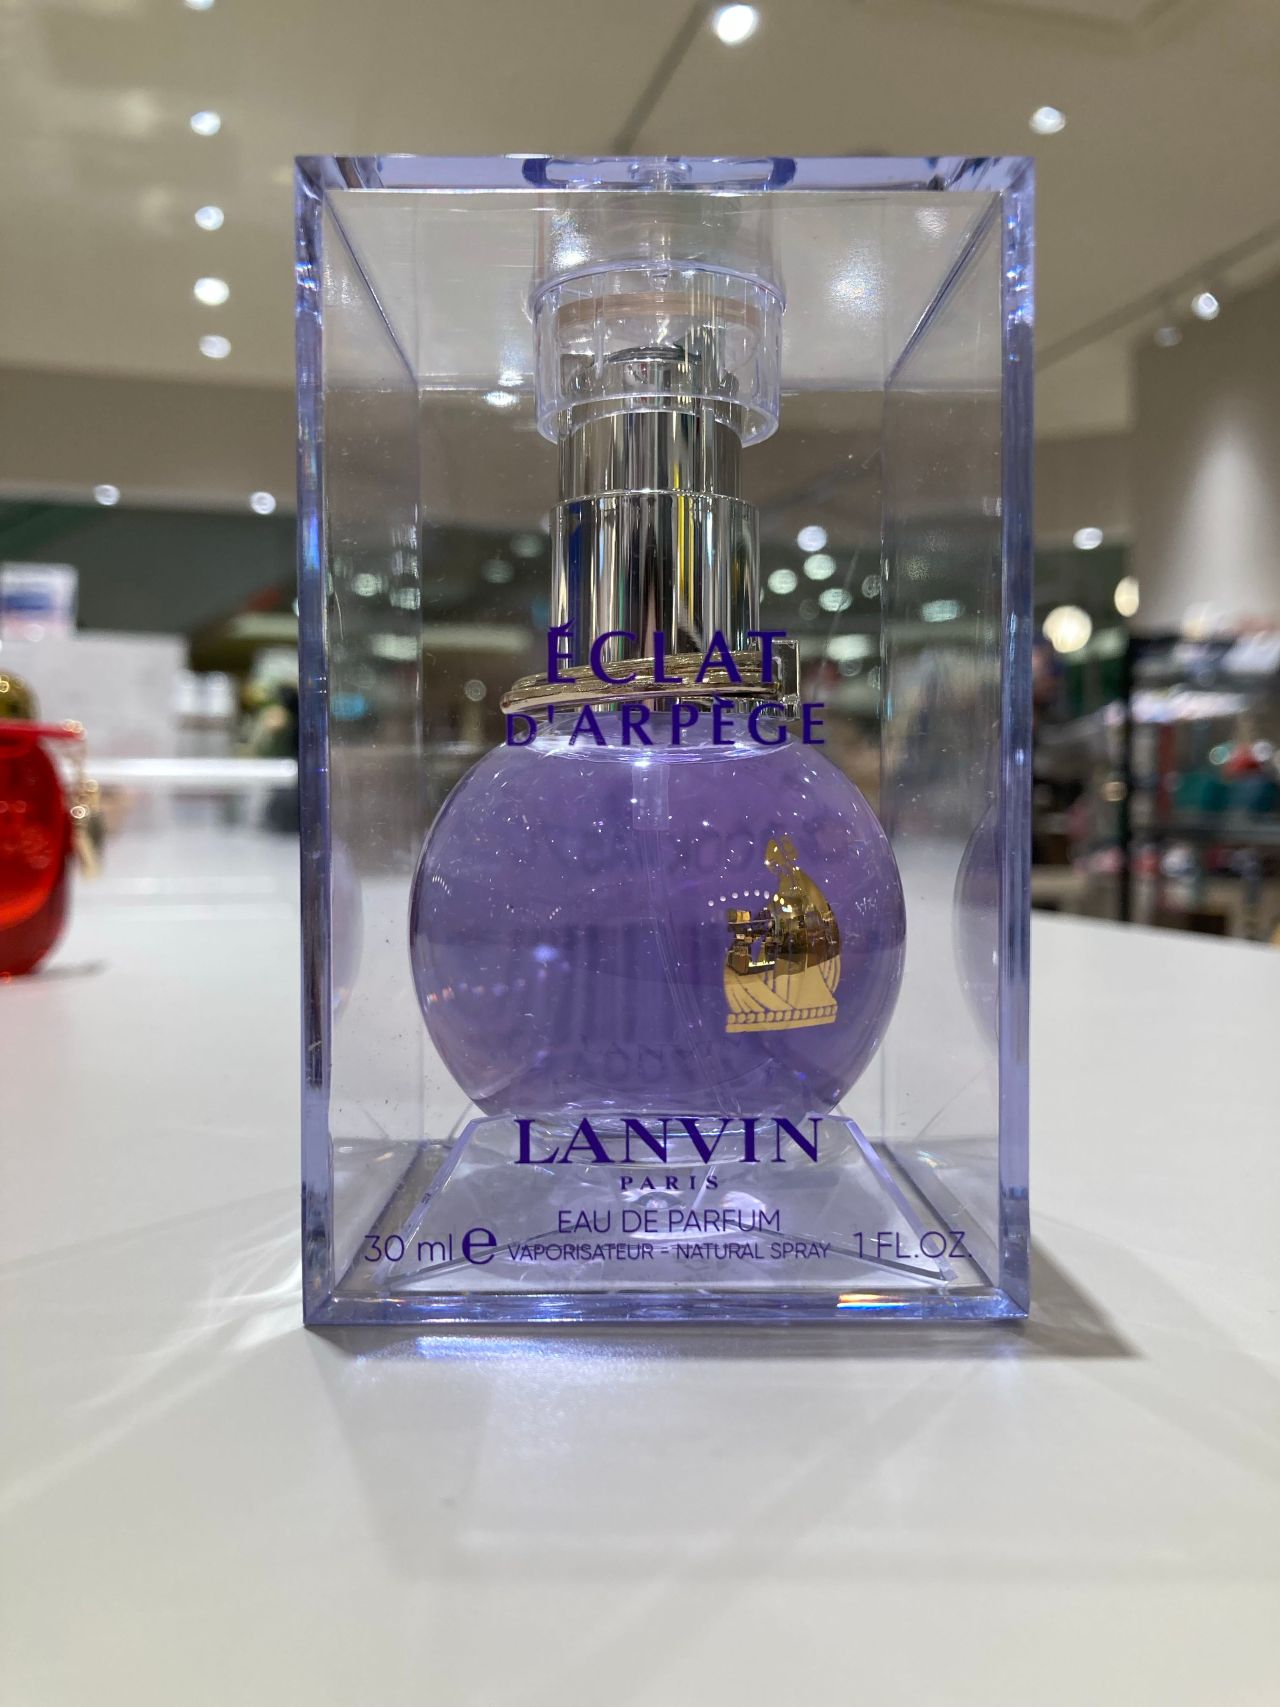 ÉCLAT
D'ARPÈGE
LANVIN
PARIS
EAU DE PARFUM
30 ml ℮ VAPORISATEUR - NATURAL SPRAY 1 FL.OZ.